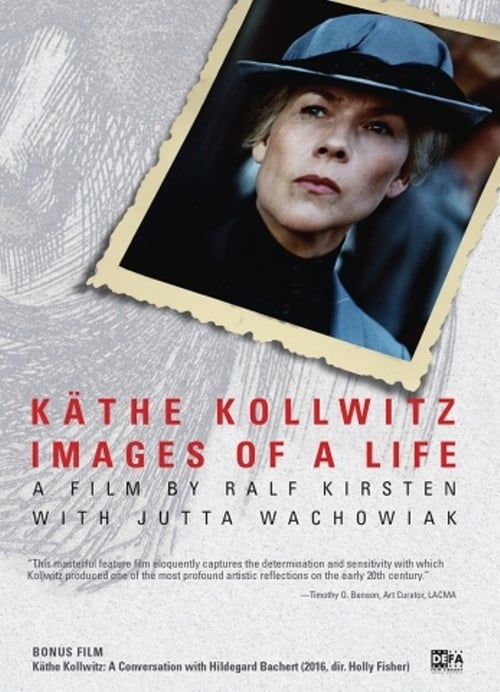 KÄTHE KOLLWITZ
IMAGES OF A LIFE
A FILM BY RALF KIRSTEN
WITH JUTTA WACHOWIAK
"This masterful feature film eloquently captures the determination and sensitivity with which
Kollwitz produced one of the most profound artistic reflections on the early 20th century."
—Timothy O. Benson, Art Curator, LACMA
BONUS FILM
Käthe Kollwitz: A Conversation with Hildegard Bachert (2016, dir. Holly Fisher)
DEFA